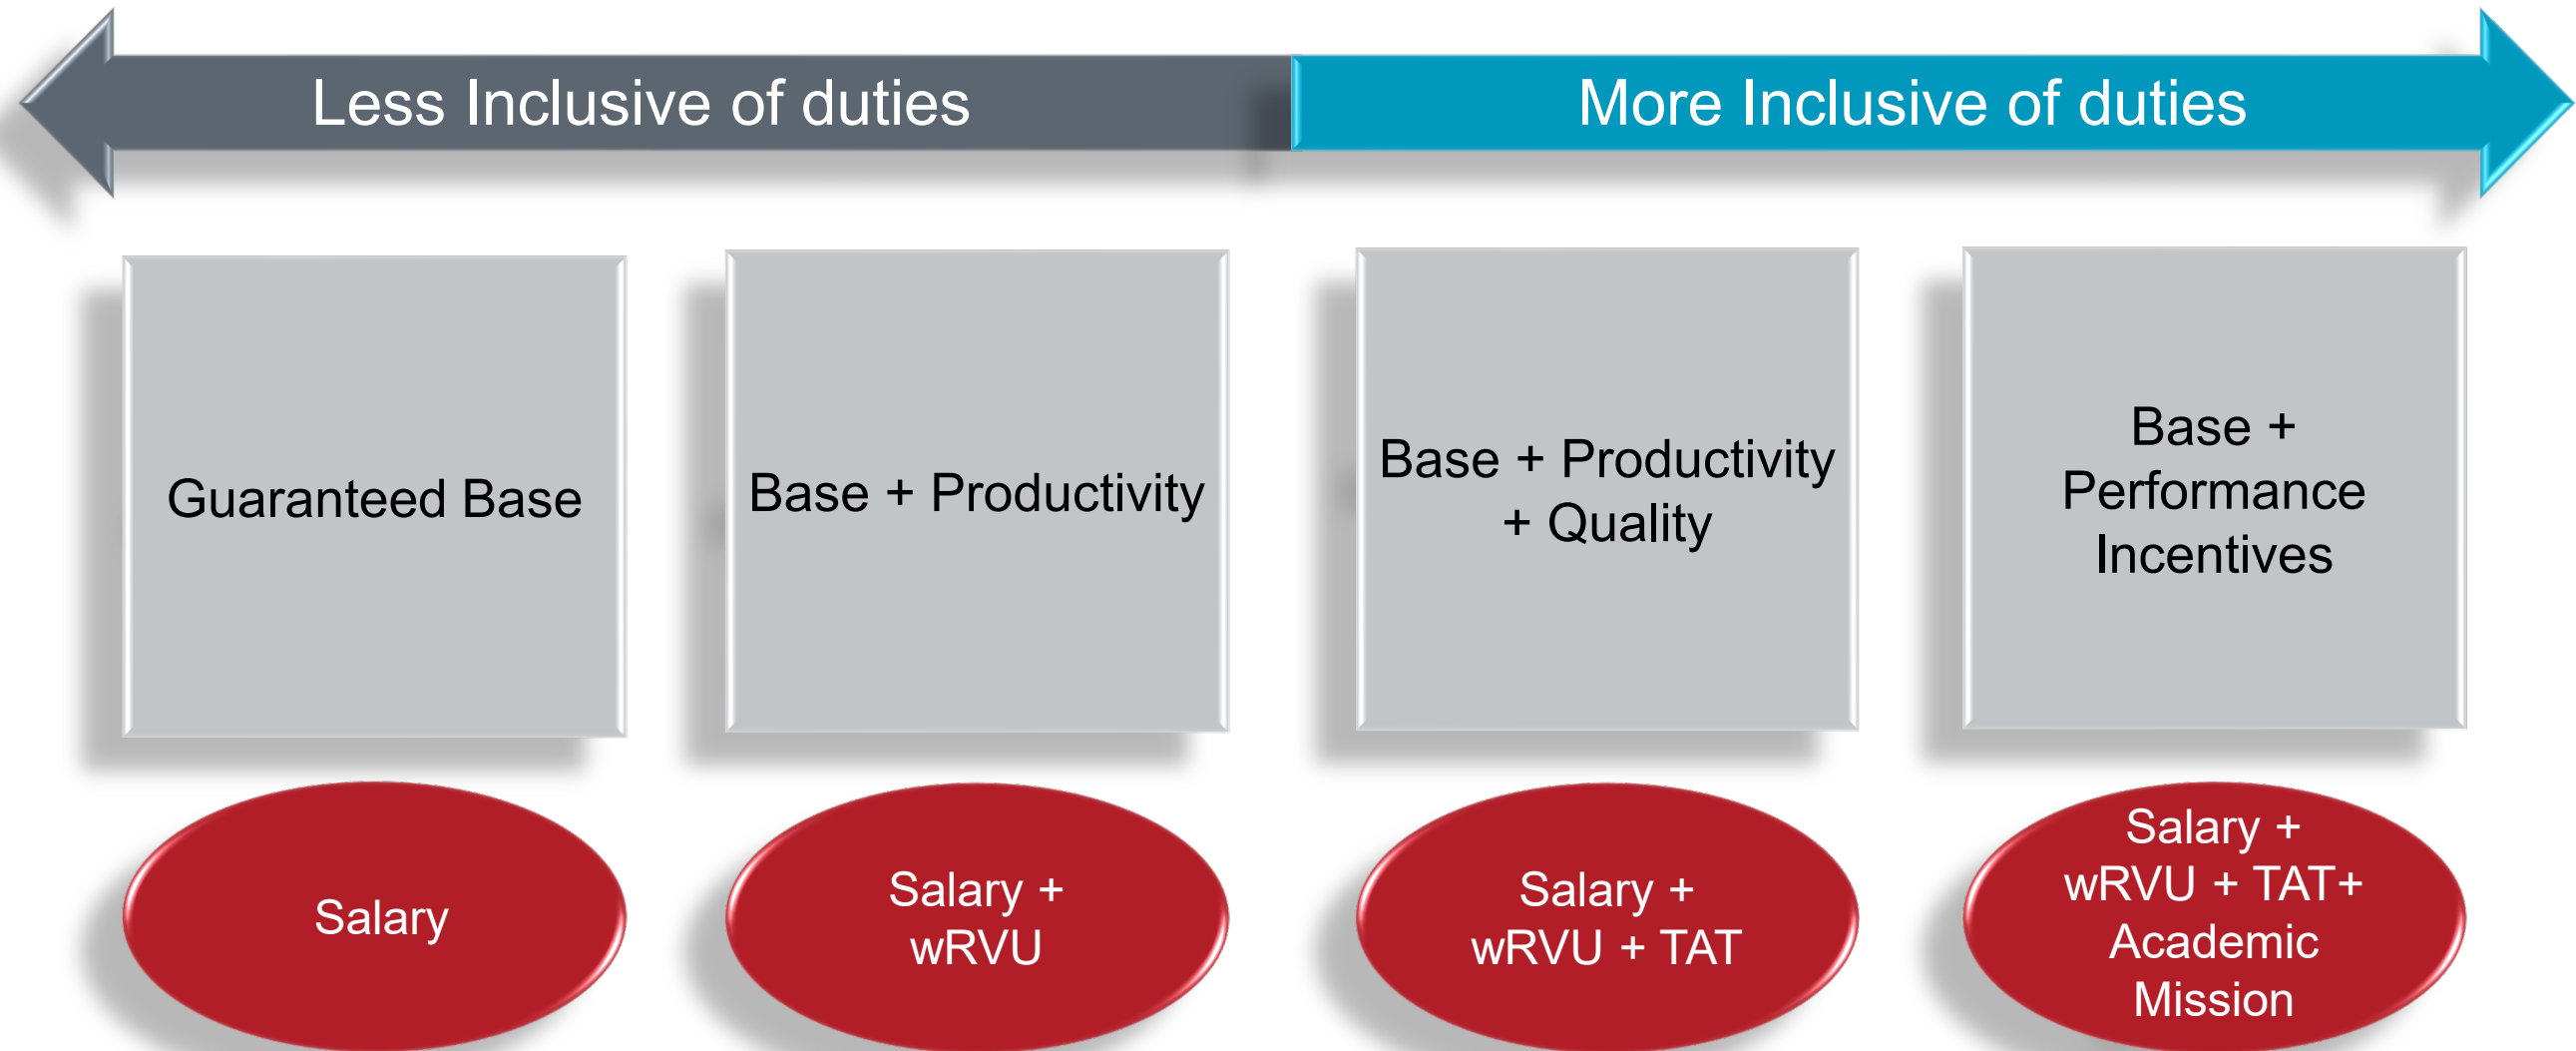 Less Inclusive of duties
More Inclusive of duties
Guaranteed Base
Base + Productivity
Base + Productivity
+ Quality
Base +
Performance
Incentives
Salary
Salary +
wRVU
Salary +
wRVU + TAT
Salary +
wRVU + TAT+
Academic
Mission